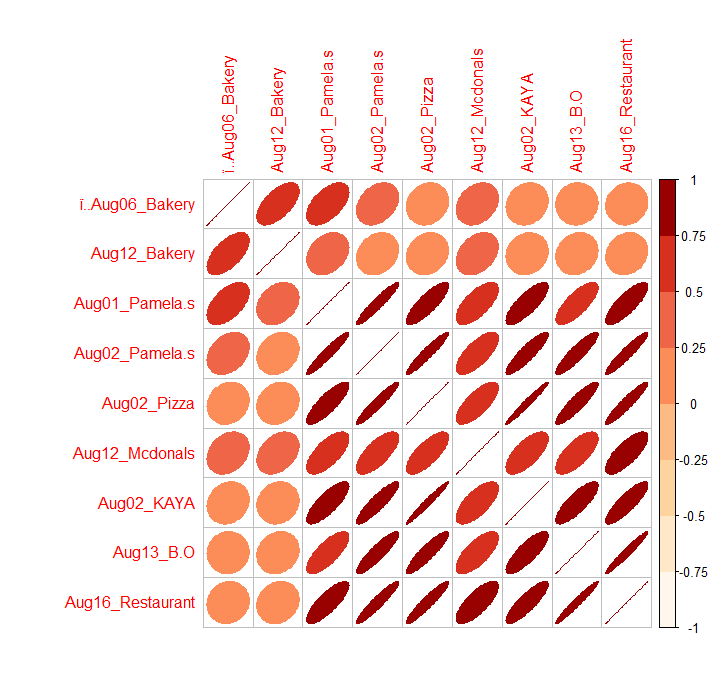 ï..Aug06_Bakery
Aug12_Bakery
Aug01_Pamela.s
Aug02_Pamela.s
Aug02_Pizza
Aug12_Mcdonals
Aug02_KAYA
Aug13_B.O
Aug16_Restaurant
ï..Aug06_Bakery
Aug12_Bakery
Aug01_Pamela.s
Aug02_Pamela.s
Aug02_Pizza
Aug12_Mcdonals
Aug02_KAYA
Aug13_B.O
Aug16_Restaurant
1
0.75
0.5
0.25
0
-0.25
-0.5
-0.75
-1